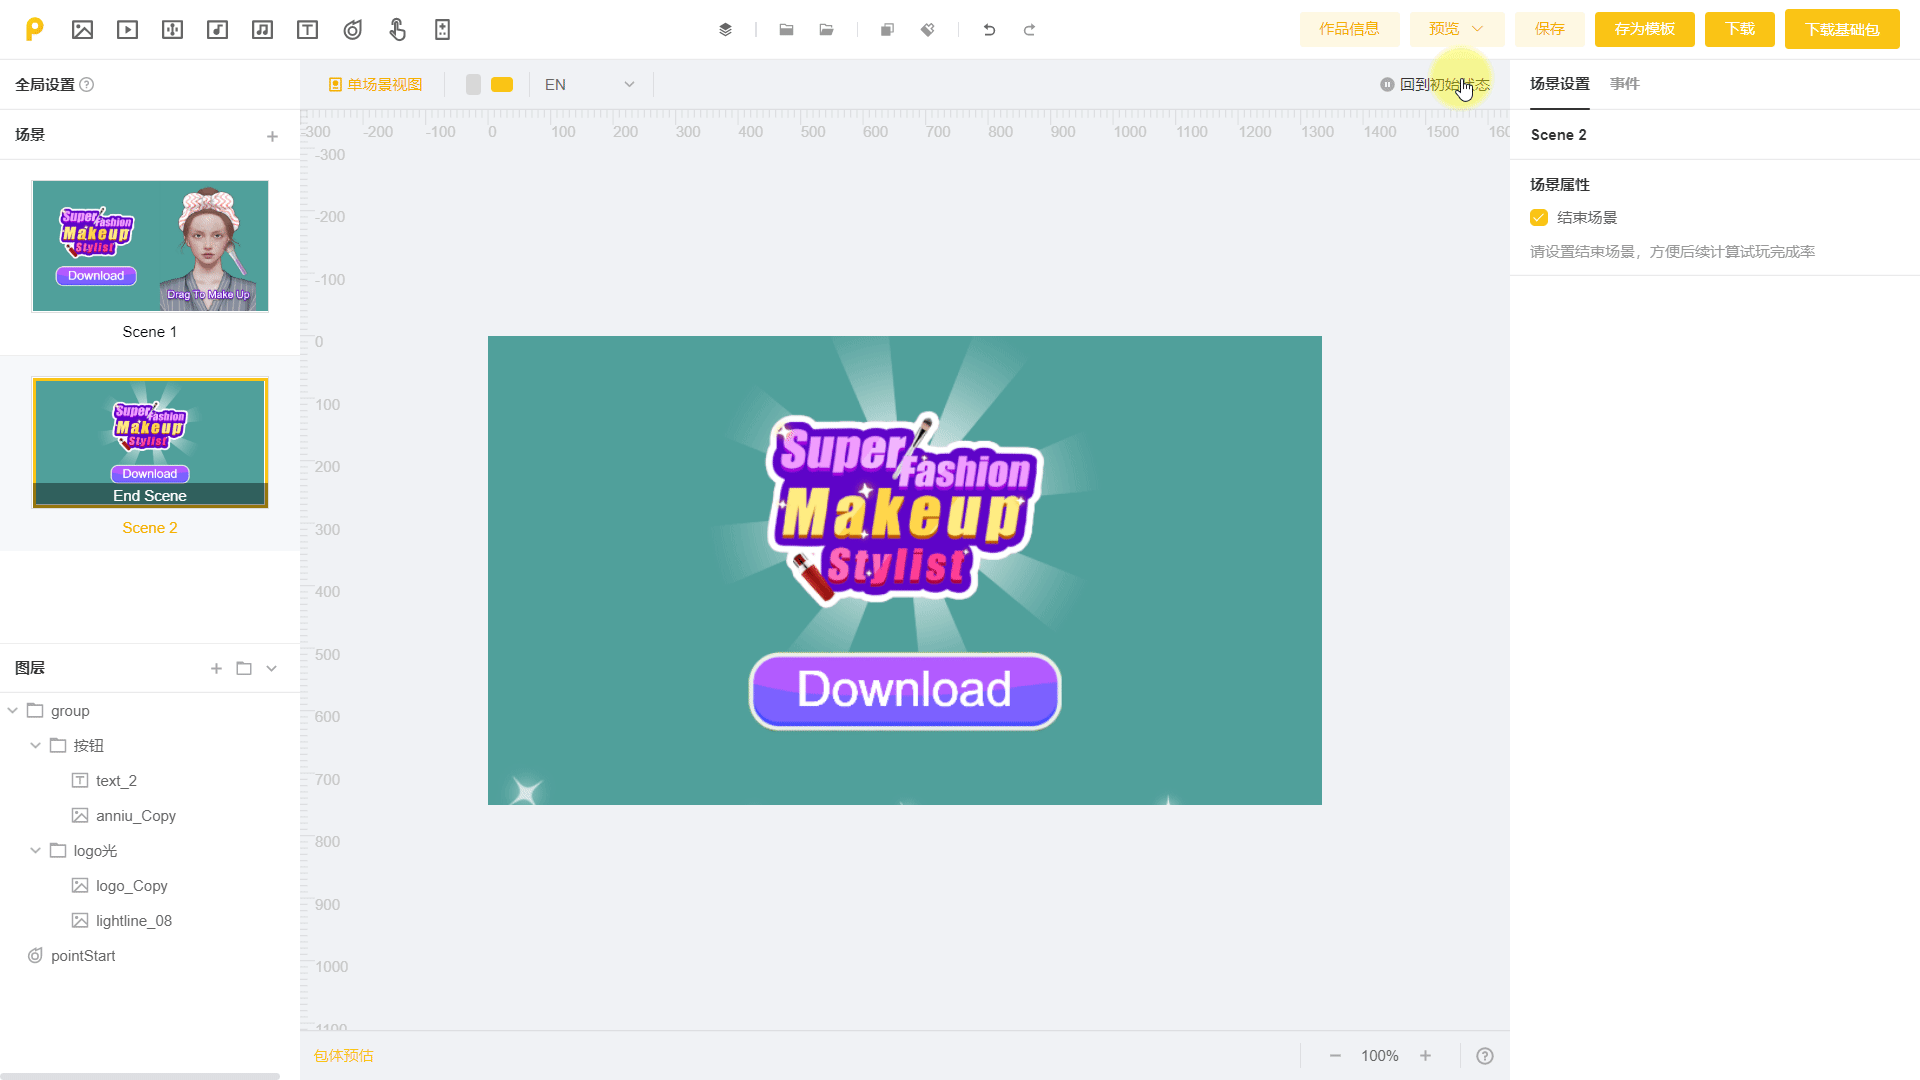 作品信息
预览
保存
存为模板
下载
下载基础包
全局设置
单场景视图
EN
回到初始状态
场景设置
事件
场景
-300 -200 -100 0 100 200 300 400 500 600 700 800 900 1000 1100 1200 1300 1400 1500
Scene 2
场景属性
结束场景
请设置结束场景，方便后续计算试玩完成率
Super Fashion
Makeup
Stylist
Download
Drag To Make Up
Scene 1
Super Fashion
Makeup
Stylist
Download
End Scene
Scene 2
-300
-200
-100
0
100
200
300
400
500
600
700
800
900
1000
1100
Super Fashion
Makeup
Stylist
Download
图层
group
按钮
text_2
anniu_Copy
logo光
logo_Copy
lightline_08
pointStart
包体预估
100%